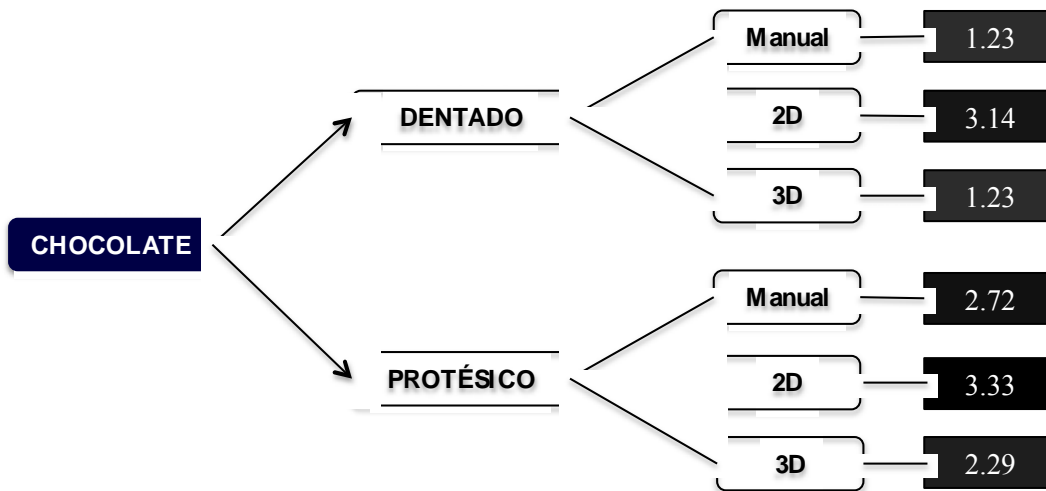 CHOCOLATE
DENTADO
Manual 1.23
2D 3.14
3D 1.23
PROTÉSICO
Manual 2.72
2D 3.33
3D 2.29